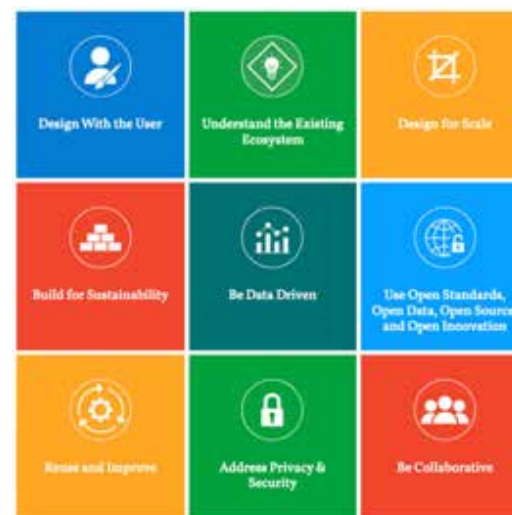 Design With the User
Understand the Existing
Ecosystem
Design for Scale
Build for Sustainability
Be Data Driven
Use Open Standards,
Open Data, Open Source
and Open Innovation
Reuse and Improve
Address Privacy &
Security
Be Collaborative